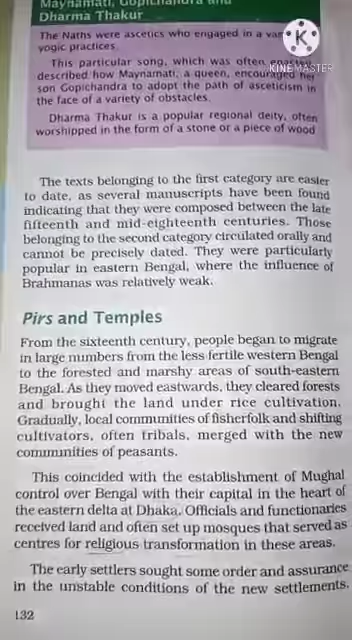 Maynamati, Gopichandra and
Dharma Thakur
The Naths were ascetics who engaged in a
yogic practices.
This particular song, which was often
described how Maynamati, a queen, encouraged her
son Gopichandra to adopt the path of asceticism in
the face of a variety of obstacles.
Dharma Thakur is a popular regional deity, often
worshipped in the form of a stone or a piece of wood
KINEMASTER
The texts belonging to the first category are easier
to date, as several manuscripts have been found
indicating that they were composed between the late
fifteenth and mid-eighteenth centuries. Those
belonging to the second category circulated orally and
cannot be precisely dated. They were particularly
popular in eastern Bengal, where the influence of
Brahmanas was relatively weak.
Pirs and Temples
From the sixteenth century, people began to migrate
in large numbers from the less fertile western Bengal
to the forested and marshy areas of south-eastern
Bengal. As they moved eastwards, they cleared forests
and brought the land under rice cultivation.
Gradually, local communities of fisherfolk and shifting
cultivators, often tribals, merged with the new
communities of peasants.
This coincided with the establishment of Mughal
control over Bengal with their capital in the heart of
the eastern delta at Dhaka. Officials and functionaries
received land and often set up mosques that served as
centres for religious transformation in these areas.
The early settlers sought some order and assurance
in the unstable conditions of the new settlements.
132